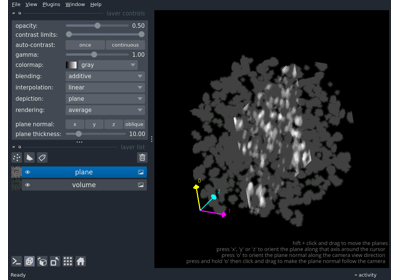 File View Plugins Window Help
layer controls
opacity: 0.50
contrast limits:
auto-contrast: once continuous
gamma: 1.00
colormap: gray
blending: additive
interpolation: linear
depiction: plane
rendering: average
plane normal: x y z oblique
plane thickness: 10.00
layer list
plane
volume
shift + click and drag to move the planes
press 'x', 'y' or 'z' to orient the plane along that axis around the cursor
press 'o' to orient the plane normal along the camera view direction
press and hold 'o' then click and drag to make the plane normal follow the camera
Ready
activity